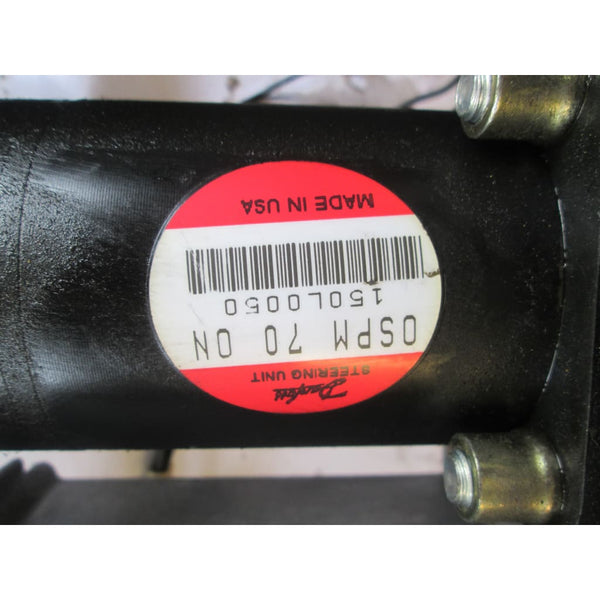 Danfoss
STEERING UNIT
OSPM 70 ON
150L0050
MADE IN USA